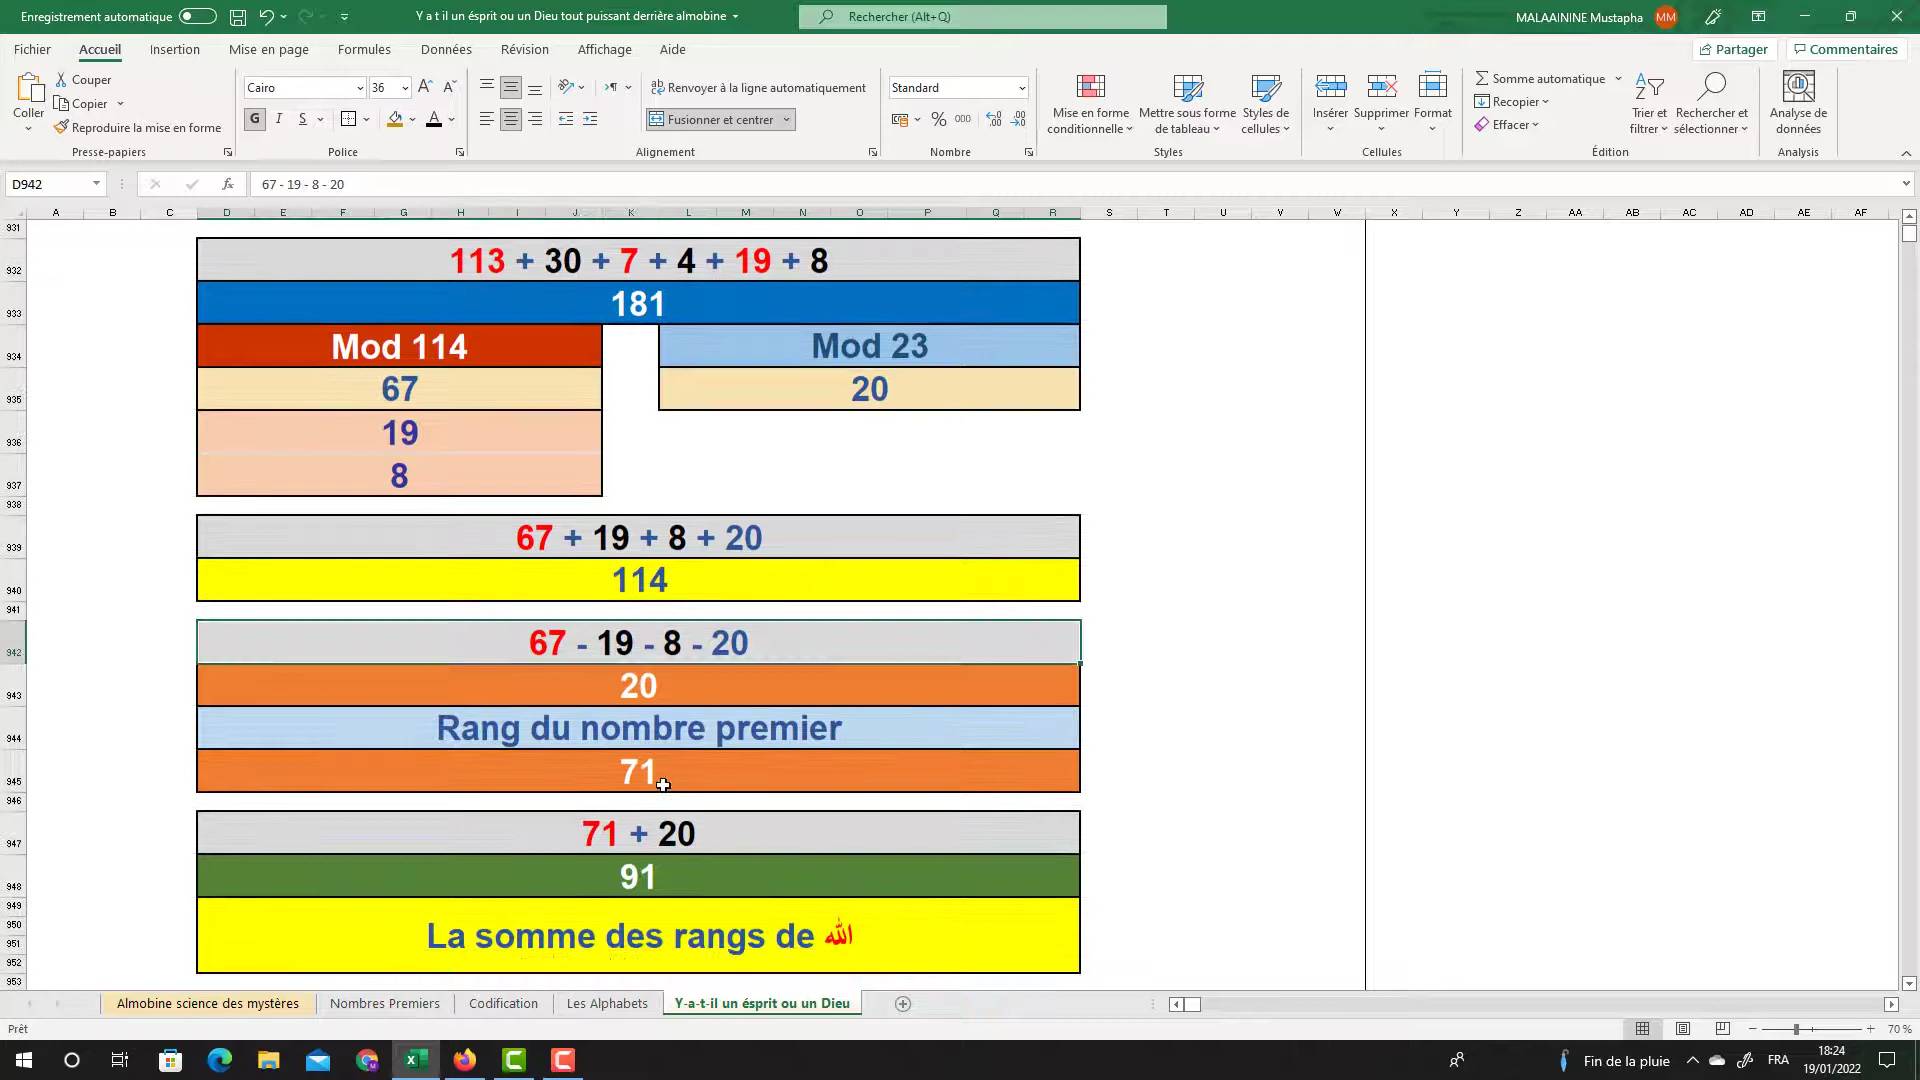 Enregistrement automatique
Y a t il un ésprit ou un Dieu tout puissant derrière almobine
Rechercher (Alt+Q)
MALAAININE Mustapha
MM
Fichier Accueil Insertion Mise en page Formules Données Révision Affichage Aide
Partager
Commentaires
Coller
Couper
Copier
Reproduire la mise en forme
Presse-papiers
Cairo
36
G I S
Police
Renvoyer à la ligne automatiquement
Fusionner et centrer
Alignement
Standard
% 000
Nombre
Mise en forme conditionnelle
Mettre sous forme de tableau
Styles de cellules
Styles
Insérer
Supprimer
Format
Cellules
Somme automatique
Recopier
Effacer
Trier et filtrer
Rechercher et sélectionner
Édition
Analyse de données
Analysis
D942
fx
67 - 19 - 8 - 20
A B C D E F G H I J K L M N O P Q R S T U V W X Y Z AA AB AC AD AE AF
931
932
113 + 30 + 7 + 4 + 19 + 8
933
181
934
Mod 114
Mod 23
935
67
20
936
19
937
8
938
939
67 + 19 + 8 + 20
940
114
941
942
67 - 19 - 8 - 20
943
20
944
Rang du nombre premier
945
71
946
947
71 + 20
948
91
949
950
951
La somme des rangs de الله
952
953
Almobine science des mystères
Nombres Premiers
Codification
Les Alphabets
Y-a-t-il un ésprit ou un Dieu
Prêt
70 %
Fin de la pluie
FRA
18:24
19/01/2022